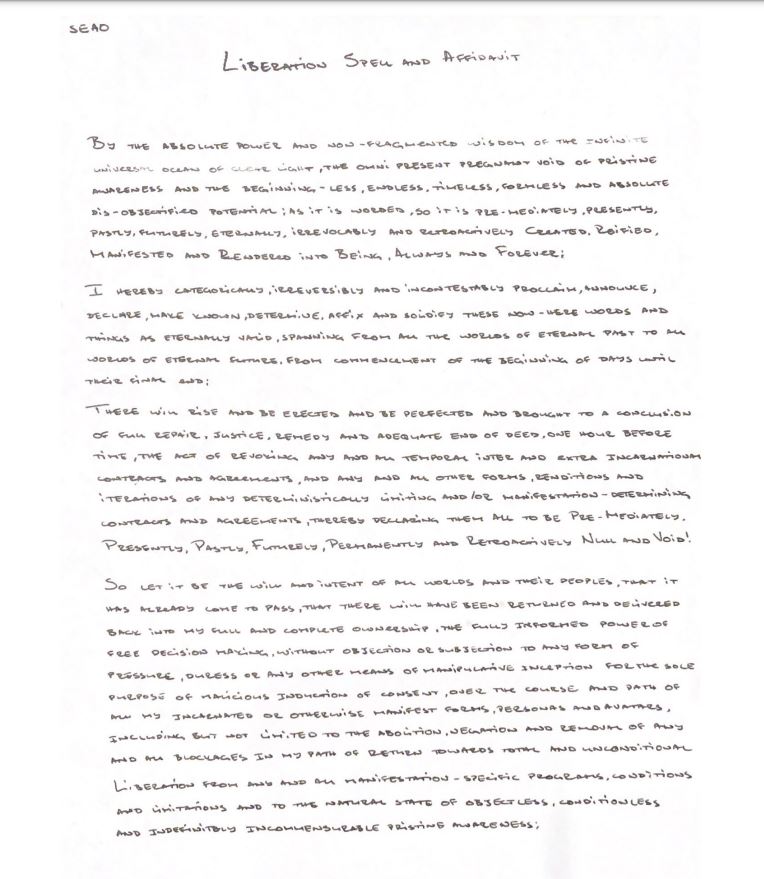 SEAD
LIBERATION SPELL AND AFFIDAVIT
BY THE ABSOLUTE POWER AND NON-FRAGMENTED WISDOM OF THE INFINITE
UNIVERSAL OCEAN OF CLEAR LIGHT, THE OMNI PRESENT PREGNANT VOID OF PRISTINE
AWARENESS AND THE BEGINNING-LESS, ENDLESS, TIMELESS, FORMLESS AND ABSOLUTE
DIS-OBJECTIFIED POTENTIAL; AS IT IS WORDED, SO IT IS PRE-MEDIATELY, PRESENTLY,
PASTLY, FUTURELY, ETERNALLY, IRREVOCABLY AND RETROACTIVELY CREATED, REIFIED,
MANIFESTED AND RENDERED INTO BEING, ALWAYS AND FOREVER;
I HEREBY CATEGORICALLY, IRREVERSIBLY AND INCONTESTABLY PROCLAIM, ANNOUNCE,
DECLARE, MAKE KNOWN, DETERMINE, AFFIX AND SOLIDIFY THESE NOW-HERE WORDS AND
THINGS AS ETERNALLY VALID, SPANNING FROM ALL THE WORLDS OF ETERNAL PAST TO ALL
WORLDS OF ETERNAL FUTURE, FROM COMMENCEMENT OF THE BEGINNING OF DAYS UNTIL
THEIR FINAL END;
THERE WILL RISE AND BE ERECTED AND BE PERFECTED AND BROUGHT TO A CONCLUSION
OF FULL REPAIR, JUSTICE, REMEDY AND ADEQUATE END OF DEED, ONE HOUR BEFORE
TIME, THE ACT OF REVOKING ANY AND ALL TEMPORAL INTER AND EXTRA INCARNATIONAL
CONTRACTS AND AGREEMENTS, AND ANY AND ALL OTHER FORMS, RENDITIONS AND
ITERATIONS OF ANY DETERMINISTICALLY LIMITING AND/OR MANIFESTATION-DETERMINING
CONTRACTS AND AGREEMENTS, THEREBY DECLARING THEM ALL TO BE PRE-MEDIATELY,
PRESENTLY, PASTLY, FUTURELY, PERMANENTLY AND RETROACTIVELY NULL AND VOID!
SO LET IT BE THE WILL AND INTENT OF ALL WORLDS AND THEIR PEOPLES, THAT IT
HAS ALREADY COME TO PASS, THAT THERE WILL HAVE BEEN RETURNED AND DELIVERED
BACK INTO MY FULL AND COMPLETE OWNERSHIP, THE FULLY INFORMED POWER OF
FREE DECISION MAKING, WITHOUT OBJECTION OR SUBJECTION TO ANY FORM OF
PRESSURE, DURESS OR ANY OTHER MEANS OF MANIPULATIVE INCEPTION FOR THE SOLE
PURPOSE OF MALICIOUS INDUCTION OF CONSENT, OVER THE COURSE AND PATH OF
ALL MY INCARNATED OR OTHERWISE MANIFEST FORMS, PERSONAS AND AVATARS,
INCLUDING BUT NOT LIMITED TO THE ABOLITION, NEGATION AND REMOVAL OF ANY
AND ALL BLOCKAGES IN MY PATH OF RETURN TOWARDS TOTAL AND UNCONDITIONAL
LIBERATION FROM AND AND ALL MANIFESTATION-SPECIFIC PROGRAMS, CONDITIONS
AND LIMITATIONS AND TO THE NATURAL STATE OF OBJECTLESS, CONDITIONLESS
AND INDEFINITELY INCOMMENSURABLE PRISTINE AWARENESS;